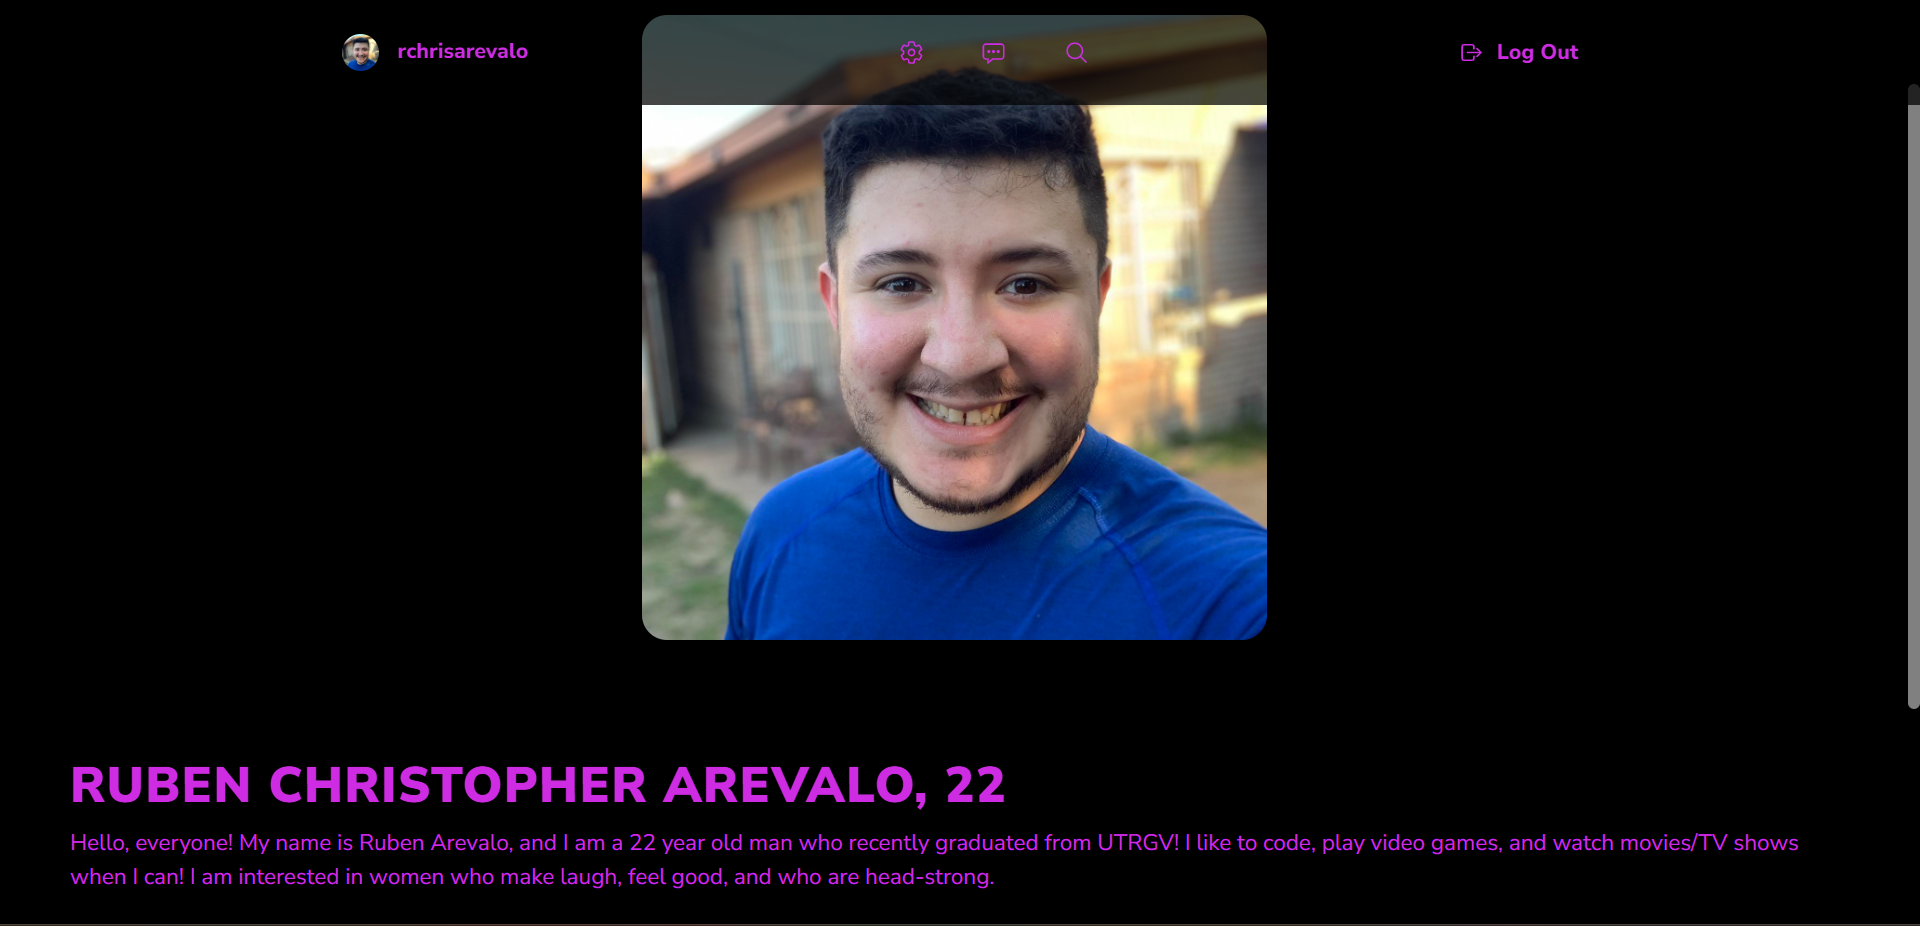 rchrisarevalo
Log Out
RUBEN CHRISTOPHER AREVALO, 22
Hello, everyone! My name is Ruben Arevalo, and I am a 22 year old man who recently graduated from UTRGV! I like to code, play video games, and watch movies/TV shows
when I can! I am interested in women who make laugh, feel good, and who are head-strong.